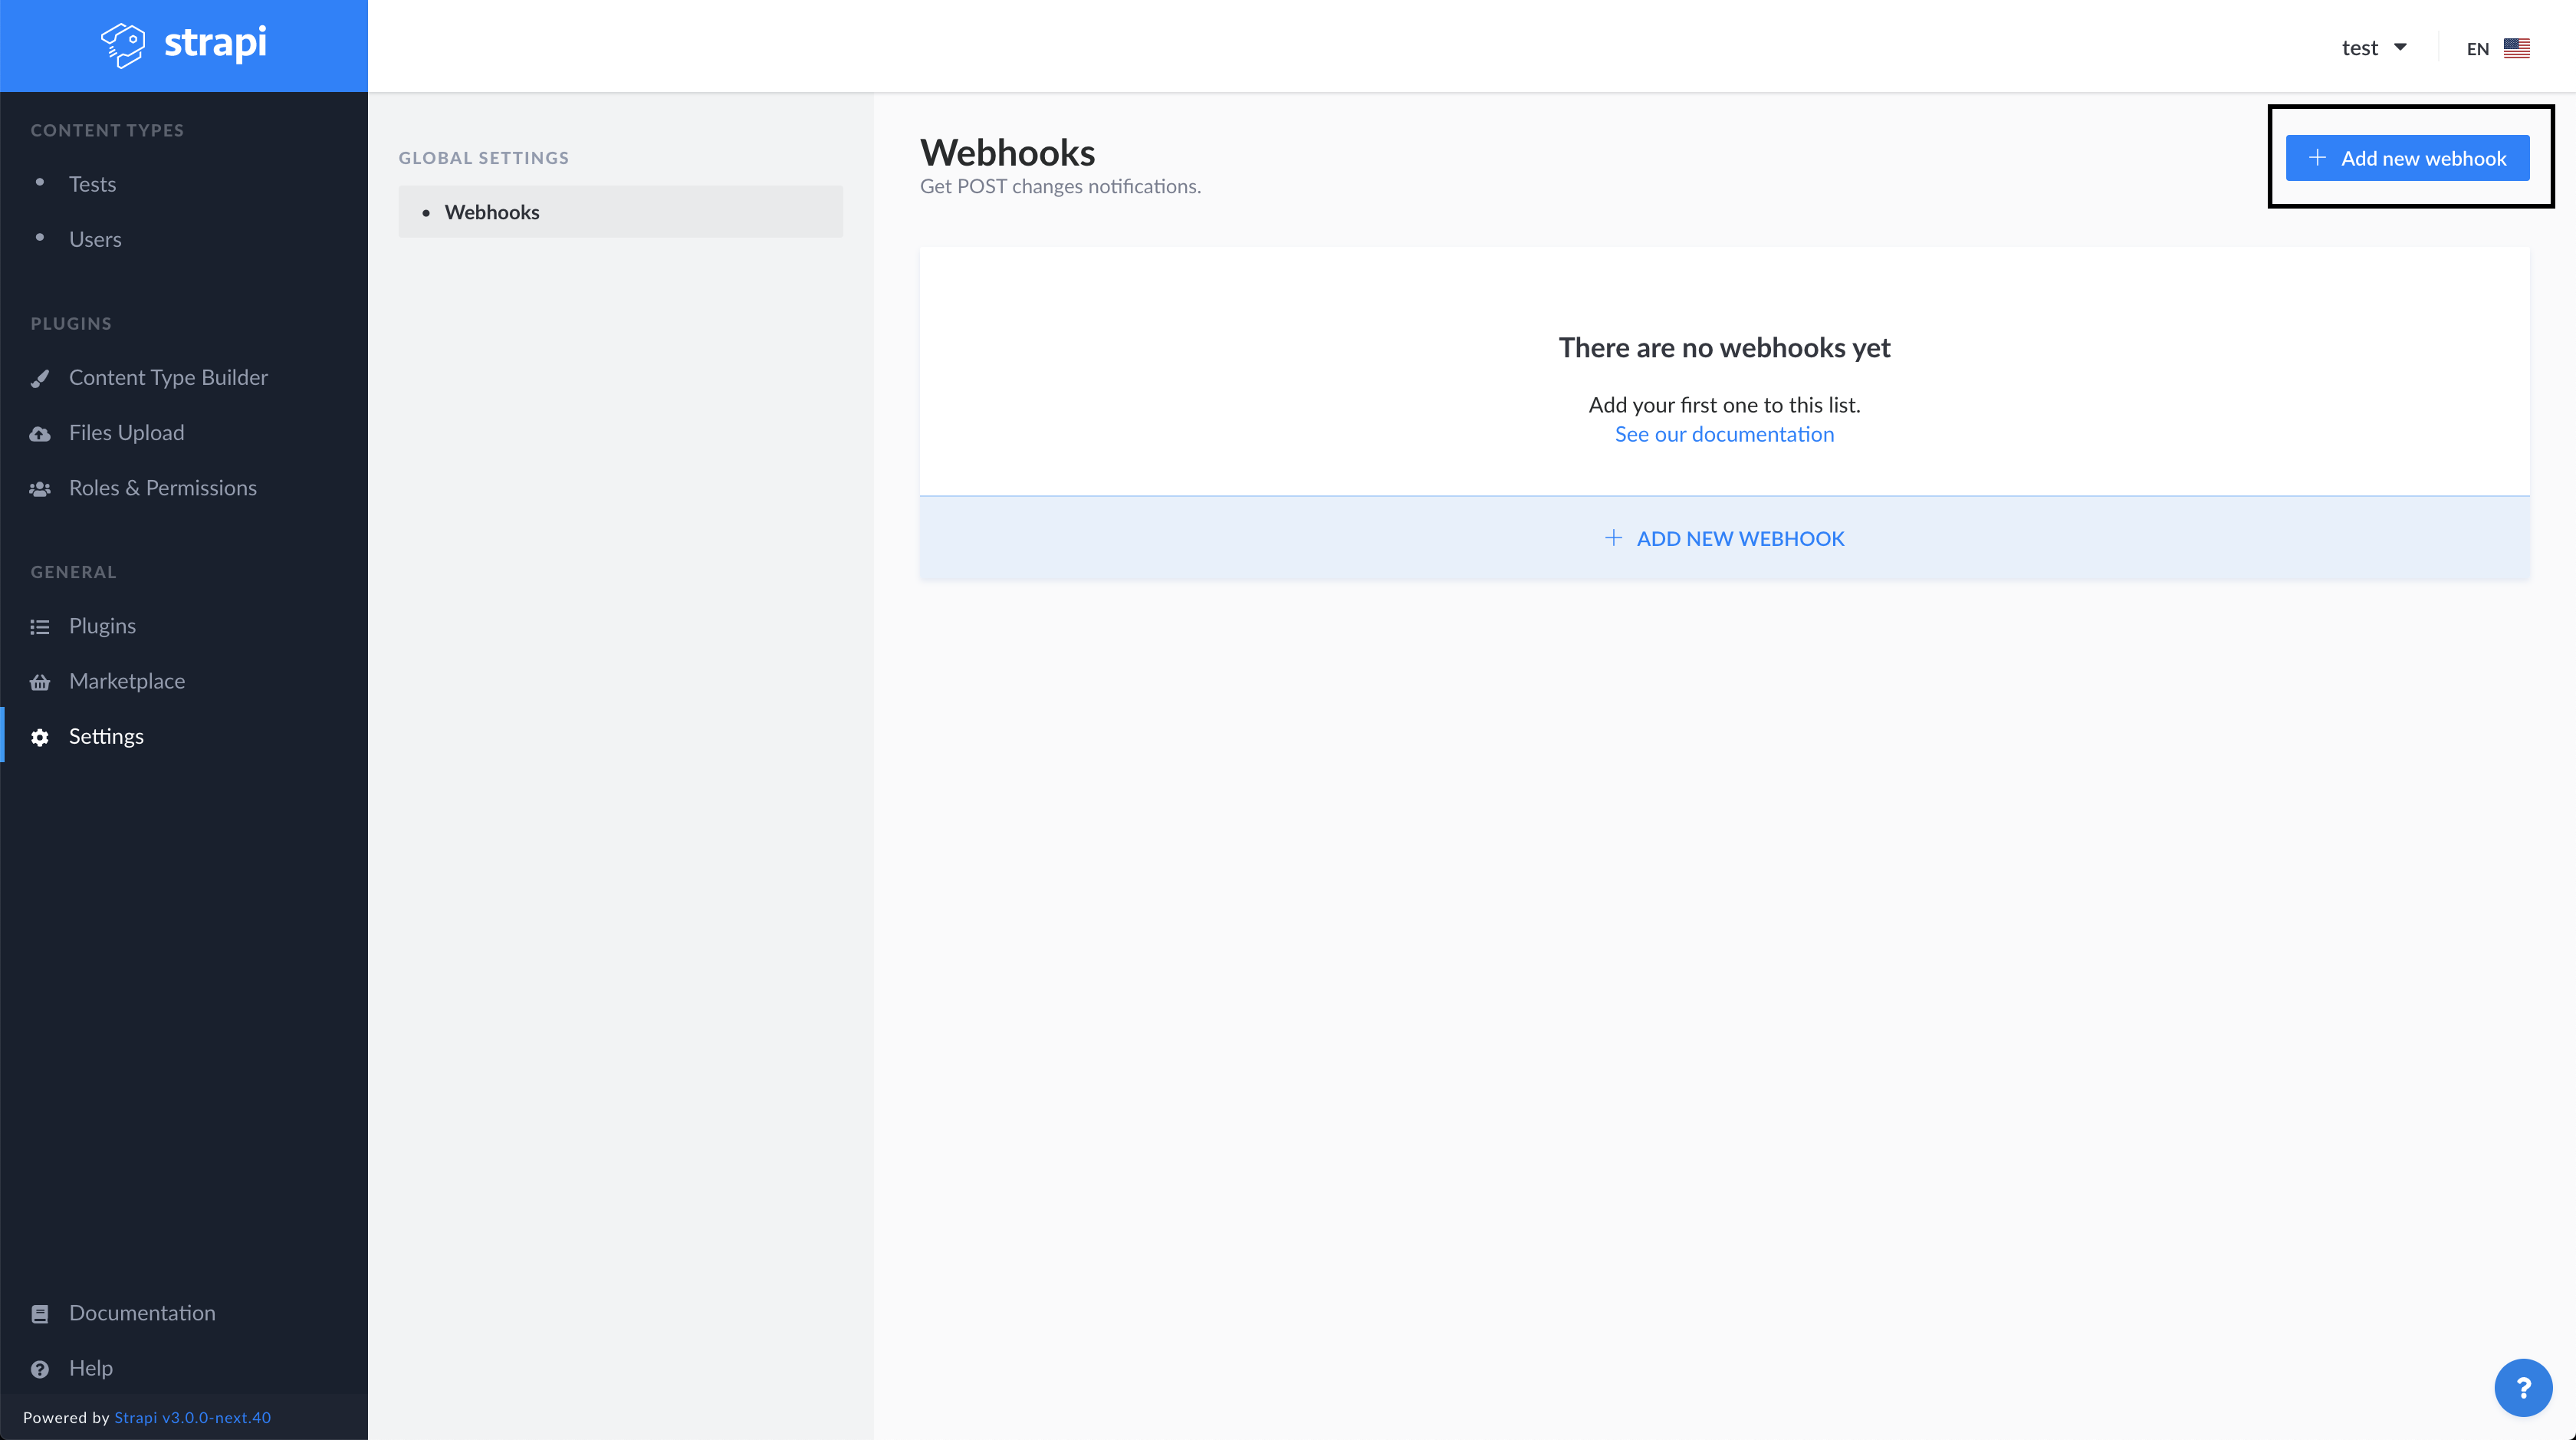 strapi
test
EN
CONTENT TYPES
Tests
Users
PLUGINS
Content Type Builder
Files Upload
Roles & Permissions
GENERAL
Plugins
Marketplace
Settings
Documentation
Help
Powered by Strapi v3.0.0-next.40
GLOBAL SETTINGS
Webhooks
Webhooks
Get POST changes notifications.
Add new webhook
There are no webhooks yet
Add your first one to this list.
See our documentation
ADD NEW WEBHOOK
?